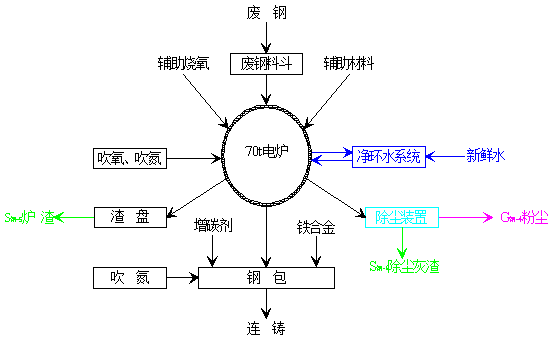 废 钢
辅助烧氧
废钢料斗
辅助材料
70t电炉
吹氧、吹氮
净环水系统
新鲜水
渣 盘
除尘装置
增碳剂
铁合金
吹 氮
钢 包
连 铸
炉 渣
粉尘
除尘灰渣